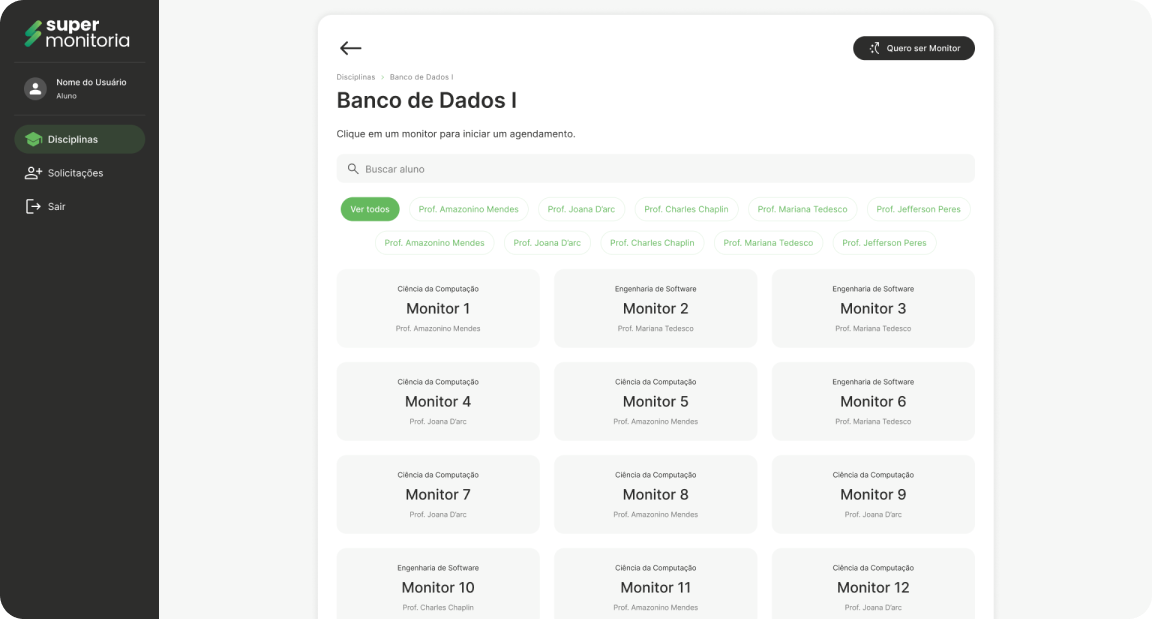 super
monitoria
Nome do Usuário
Aluno
Disciplinas
Solicitações
Sair
Quero ser Monitor
Disciplinas > Banco de Dados I
Banco de Dados I
Clique em um monitor para iniciar um agendamento.
Buscar aluno
Ver todos Prof. Amazonino Mendes Prof. Joana D'arc Prof. Charles Chaplin Prof. Mariana Tedesco Prof. Jefferson Peres
Prof. Amazonino Mendes Prof. Joana D'arc Prof. Charles Chaplin Prof. Mariana Tedesco Prof. Jefferson Peres
Ciência da Computação
Monitor 1
Prof. Amazonino Mendes
Engenharia de Software
Monitor 2
Prof. Mariana Tedesco
Engenharia de Software
Monitor 3
Prof. Mariana Tedesco
Ciência da Computação
Monitor 4
Prof. Joana D'arc
Ciência da Computação
Monitor 5
Prof. Amazonino Mendes
Engenharia de Software
Monitor 6
Prof. Mariana Tedesco
Ciência da Computação
Monitor 7
Prof. Joana D'arc
Ciência da Computação
Monitor 8
Prof. Amazonino Mendes
Ciência da Computação
Monitor 9
Prof. Joana D'arc
Engenharia de Software
Monitor 10
Prof. Charles Chaplin
Ciência da Computação
Monitor 11
Prof. Amazonino Mendes
Ciência da Computação
Monitor 12
Prof. Joana D'arc